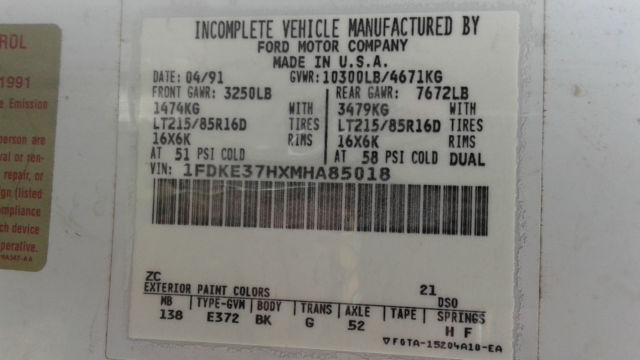 ROL
1991
e Emission
person are
val or ren-
repair, or
gn (listed
ompliance
ch device
perative.
INCOMPLETE VEHICLE MANUFACTURED BY
FORD MOTOR COMPANY
MADE IN U.S.A.
DATE: 04/91 GVWR: 10300LB/4671KG
FRONT GAWR: 3250LB REAR GAWR: 7672LB
1474KG WITH 3479KG WITH
LT215/85R16D TIRES LT215/85R16D TIRES
16X6K RIMS 16X6K RIMS
AT 51 PSI COLD AT 58 PSI COLD DUAL
VIN: 1FDKE37HXMHA85018
ZC 21
EXTERIOR PAINT COLORS DSO
WB TYPE-GVM BODY TRANS AXLE TAPE SPRINGS
138 E372 BK G 52 H F
▽F0TA-15204A10-EA